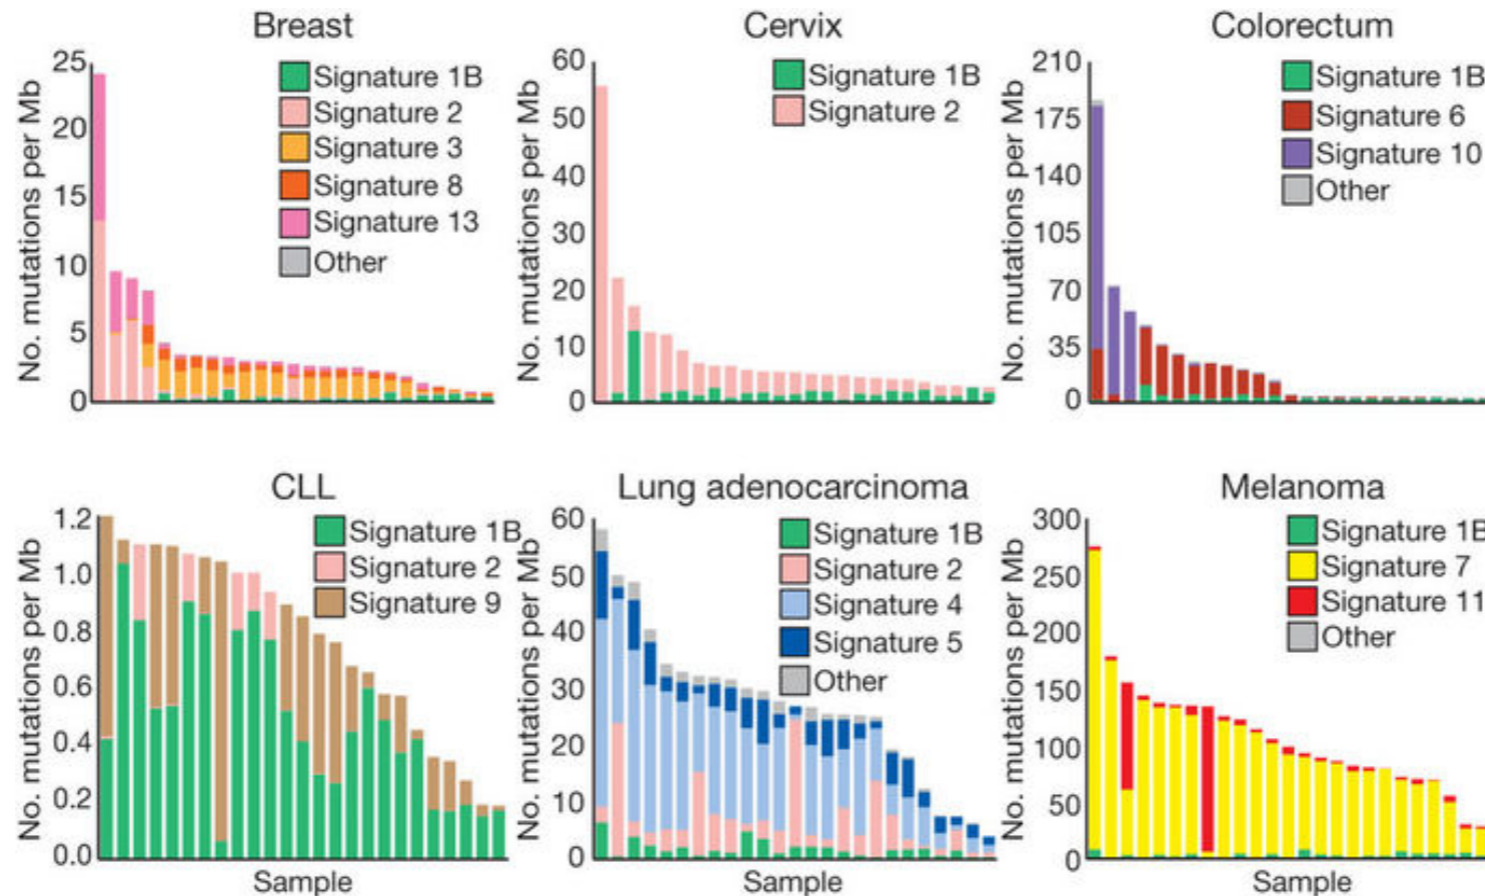 Breast
No. mutations per Mb
25
20
15
10
5
0
Signature 1B
Signature 2
Signature 3
Signature 8
Signature 13
Other
Cervix
No. mutations per Mb
60
50
40
30
20
10
0
Signature 1B
Signature 2
Colorectum
No. mutations per Mb
210
175
140
105
70
35
0
Signature 1B
Signature 6
Signature 10
Other
CLL
No. mutations per Mb
1.2
1.0
0.8
0.6
0.4
0.2
0.0
Signature 1B
Signature 2
Signature 9
Sample
Lung adenocarcinoma
No. mutations per Mb
60
50
40
30
20
10
0
Signature 1B
Signature 2
Signature 4
Signature 5
Other
Sample
Melanoma
No. mutations per Mb
300
250
200
150
100
50
0
Signature 1B
Signature 7
Signature 11
Other
Sample